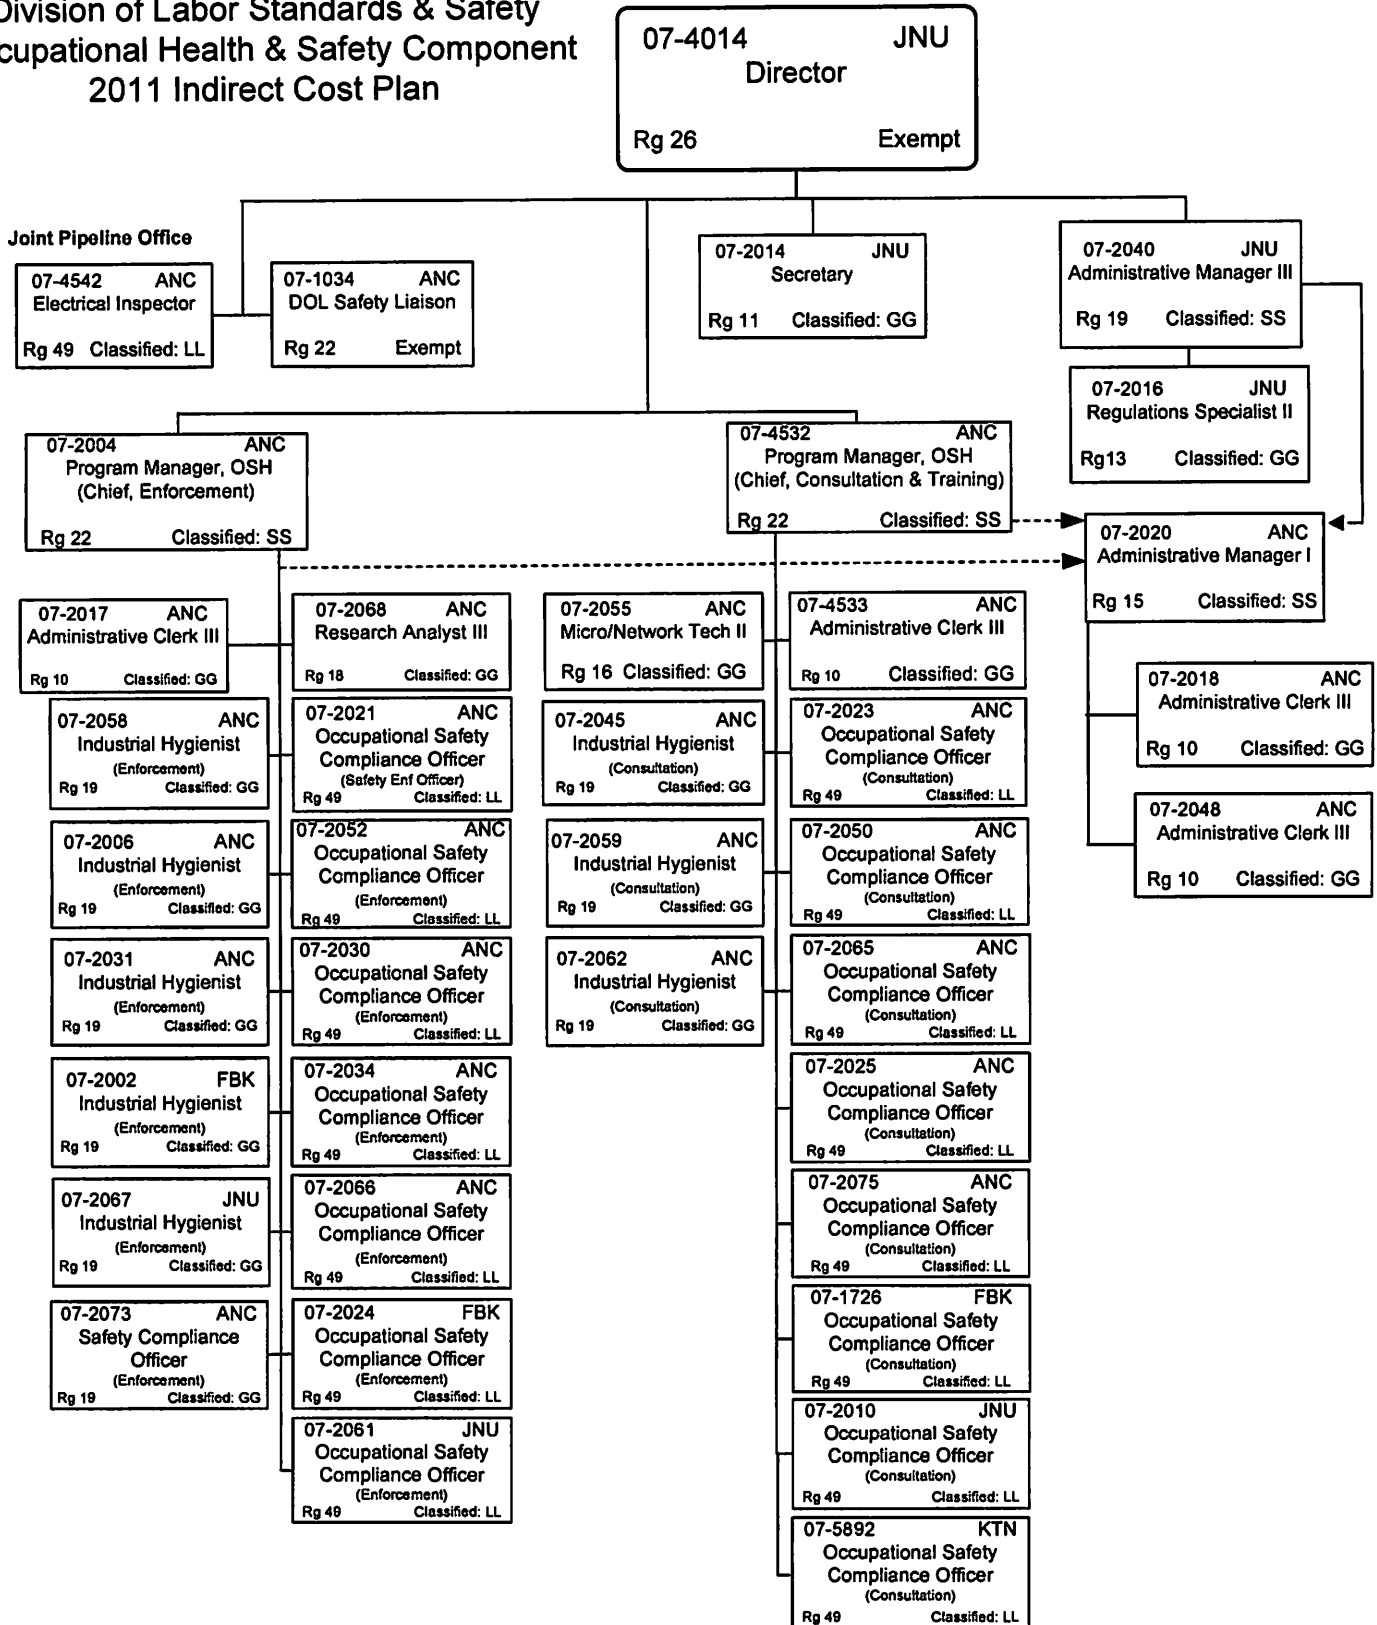 Division of Labor Standards & Safety
cupational Health & Safety Component
2011 Indirect Cost Plan
07-4014 JNU
Director
Rg 26 Exempt
Joint Pipeline Office
07-4542 ANC
Electrical Inspector
Rg 49 Classified: LL
07-1034 ANC
DOL Safety Liaison
Rg 22 Exempt
07-2014 JNU
Secretary
Rg 11 Classified: GG
07-2040 JNU
Administrative Manager III
Rg 19 Classified: SS
07-2016 JNU
Regulations Specialist II
Rg13 Classified: GG
07-2004 ANC
Program Manager, OSH
(Chief, Enforcement)
Rg 22 Classified: SS
07-4532 ANC
Program Manager, OSH
(Chief, Consultation & Training)
Rg 22 Classified: SS
07-2020 ANC
Administrative Manager I
Rg 15 Classified: SS
07-2018 ANC
Administrative Clerk III
Rg 10 Classified: GG
07-2048 ANC
Administrative Clerk III
Rg 10 Classified: GG
07-2017 ANC
Administrative Clerk III
Rg 10 Classified: GG
07-2068 ANC
Research Analyst III
Rg 18 Classified: GG
07-2058 ANC
Industrial Hygienist
(Enforcement)
Rg 19 Classified: GG
07-2021 ANC
Occupational Safety
Compliance Officer
(Safety Enf Officer)
Rg 49 Classified: LL
07-2006 ANC
Industrial Hygienist
(Enforcement)
Rg 19 Classified: GG
07-2052 ANC
Occupational Safety
Compliance Officer
(Enforcement)
Rg 49 Classified: LL
07-2031 ANC
Industrial Hygienist
(Enforcement)
Rg 19 Classified: GG
07-2030 ANC
Occupational Safety
Compliance Officer
(Enforcement)
Rg 49 Classified: LL
07-2002 FBK
Industrial Hygienist
(Enforcement)
Rg 19 Classified: GG
07-2034 ANC
Occupational Safety
Compliance Officer
(Enforcement)
Rg 49 Classified: LL
07-2067 JNU
Industrial Hygienist
(Enforcement)
Rg 19 Classified: GG
07-2066 ANC
Occupational Safety
Compliance Officer
(Enforcement)
Rg 49 Classified: LL
07-2073 ANC
Safety Compliance
Officer
(Enforcement)
Rg 19 Classified: GG
07-2024 FBK
Occupational Safety
Compliance Officer
(Enforcement)
Rg 49 Classified: LL
07-2061 JNU
Occupational Safety
Compliance Officer
(Enforcement)
Rg 49 Classified: LL
07-2055 ANC
Micro/Network Tech II
Rg 16 Classified: GG
07-4533 ANC
Administrative Clerk III
Rg 10 Classified: GG
07-2045 ANC
Industrial Hygienist
(Consultation)
Rg 19 Classified: GG
07-2023 ANC
Occupational Safety
Compliance Officer
(Consultation)
Rg 49 Classified: LL
07-2059 ANC
Industrial Hygienist
(Consultation)
Rg 19 Classified: GG
07-2050 ANC
Occupational Safety
Compliance Officer
(Consultation)
Rg 49 Classified: LL
07-2062 ANC
Industrial Hygienist
(Consultation)
Rg 19 Classified: GG
07-2065 ANC
Occupational Safety
Compliance Officer
(Consultation)
Rg 49 Classified: LL
07-2025 ANC
Occupational Safety
Compliance Officer
(Consultation)
Rg 49 Classified: LL
07-2075 ANC
Occupational Safety
Compliance Officer
(Consultation)
Rg 49 Classified: LL
07-1726 FBK
Occupational Safety
Compliance Officer
(Consultation)
Rg 49 Classified: LL
07-2010 JNU
Occupational Safety
Compliance Officer
(Consultation)
Rg 49 Classified: LL
07-5892 KTN
Occupational Safety
Compliance Officer
(Consultation)
Rg 49 Classified: LL